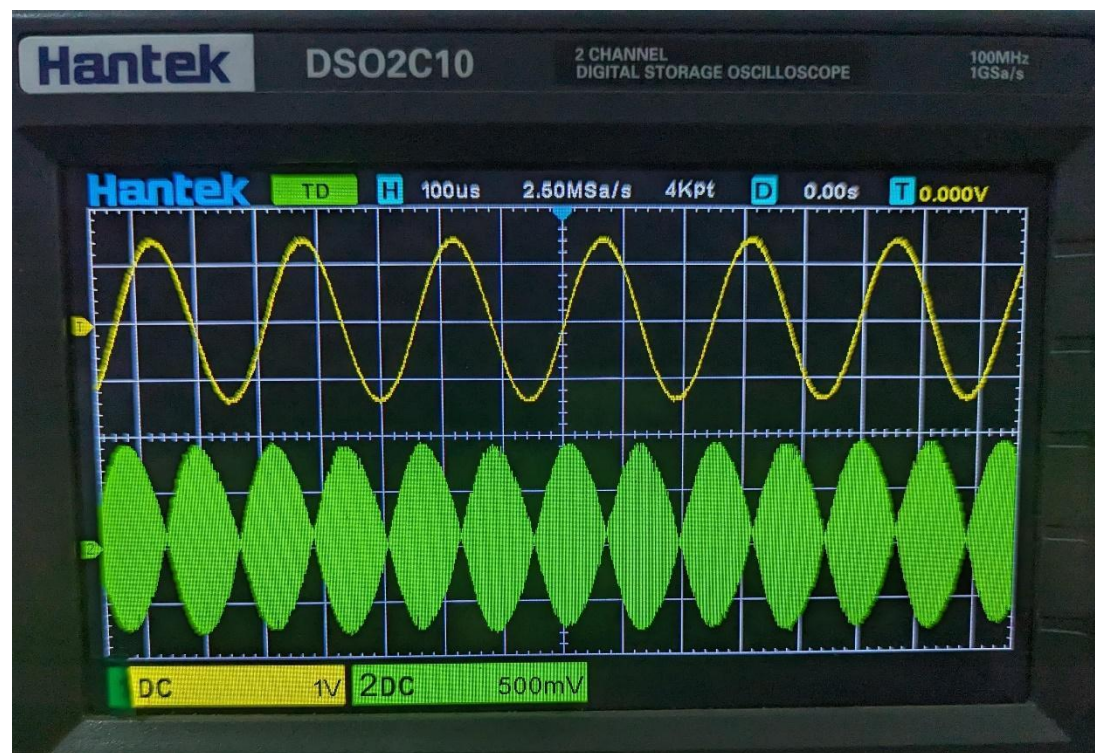 Hantek DSO2C10 2 CHANNEL 100MHz
DIGITAL STORAGE OSCILLOSCOPE 1GSa/s
Hantek TD H 100us 2.50MSa/s 4Kpt D 0.00s T 0.000V
T
2
DC 1V 2DC 500mV